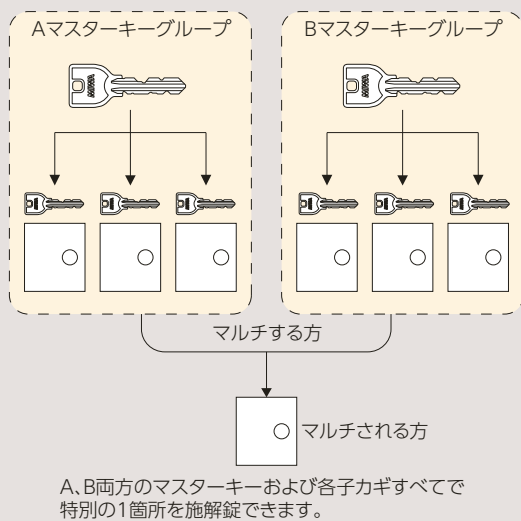 Aマスターキーグループ
Bマスターキーグループ
マルチする方
マルチされる方
A、B両方のマスターキーおよび各子カギすべてで
特別の1箇所を施解錠できます。